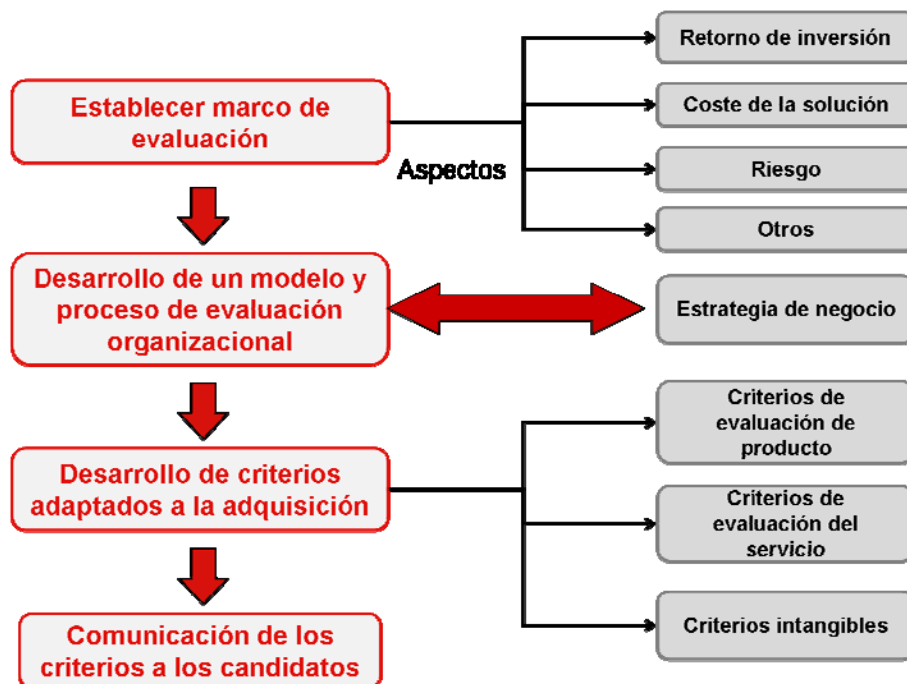 Establecer marco de
evaluación
Aspectos
Retorno de inversión
Coste de la solución
Riesgo
Otros
Desarrollo de un modelo y
proceso de evaluación
organizacional
Estrategia de negocio
Desarrollo de criterios
adaptados a la adquisición
Criterios de
evaluación de
producto
Criterios de
evaluación del
servicio
Criterios intangibles
Comunicación de los
criterios a los candidatos